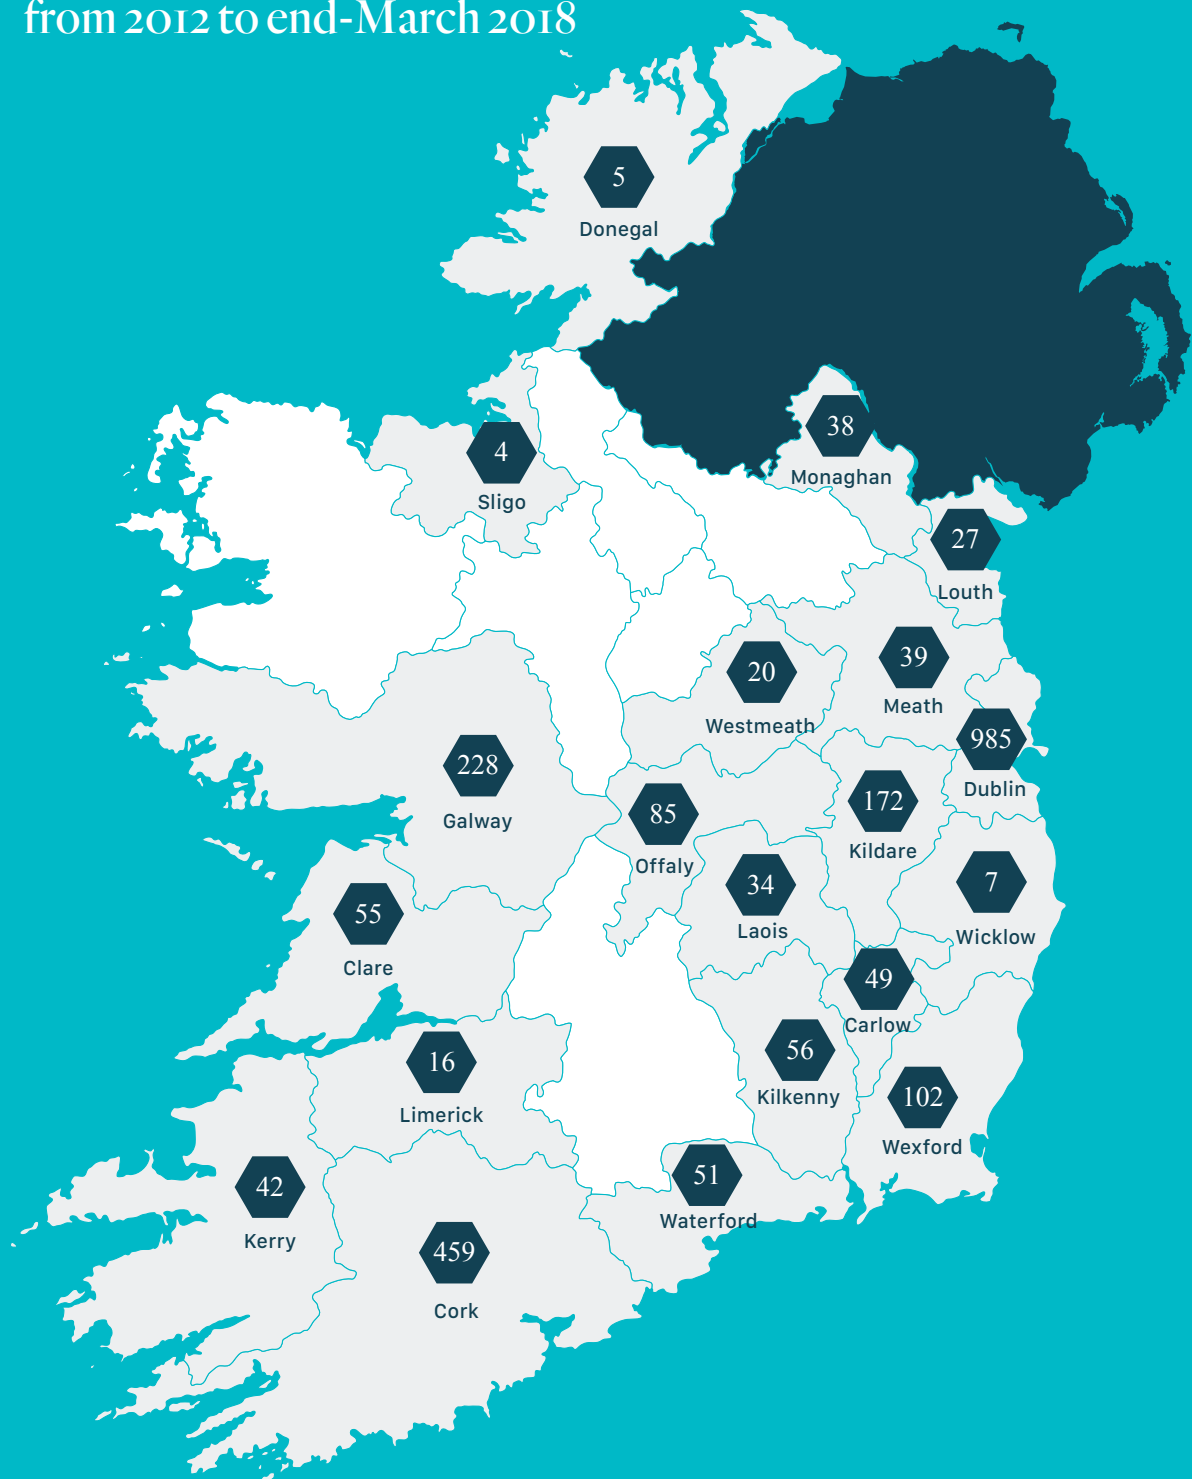 from 2012 to end-March 2018
5
Donegal
38
Monaghan
4
Sligo
27
Louth
39
Meath
20
Westmeath
985
Dublin
228
Galway
85
Offaly
172
Kildare
34
Laois
7
Wicklow
55
Clare
49
Carlow
16
Limerick
56
Kilkenny
102
Wexford
42
Kerry
51
Waterford
459
Cork